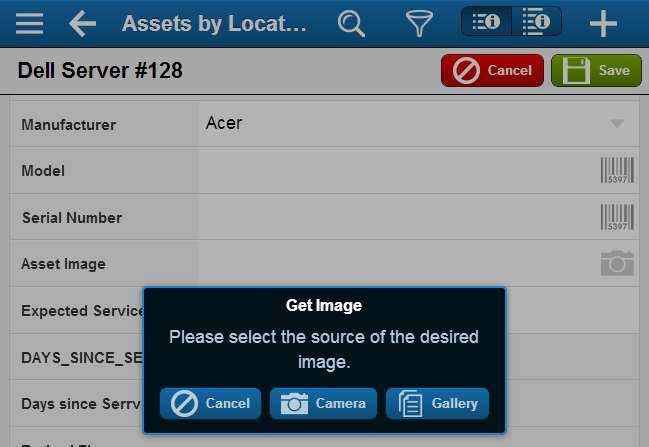 Assets by Locat...
Dell Server #128
Cancel
Save
Manufacturer
Acer
Model
5397
Serial Number
5397
Asset Image
Expected Service
Get Image
Please select the source of the desired
image.
DAYS_SINCE_SE
Cancel
Camera
Gallery
Days since Serrv